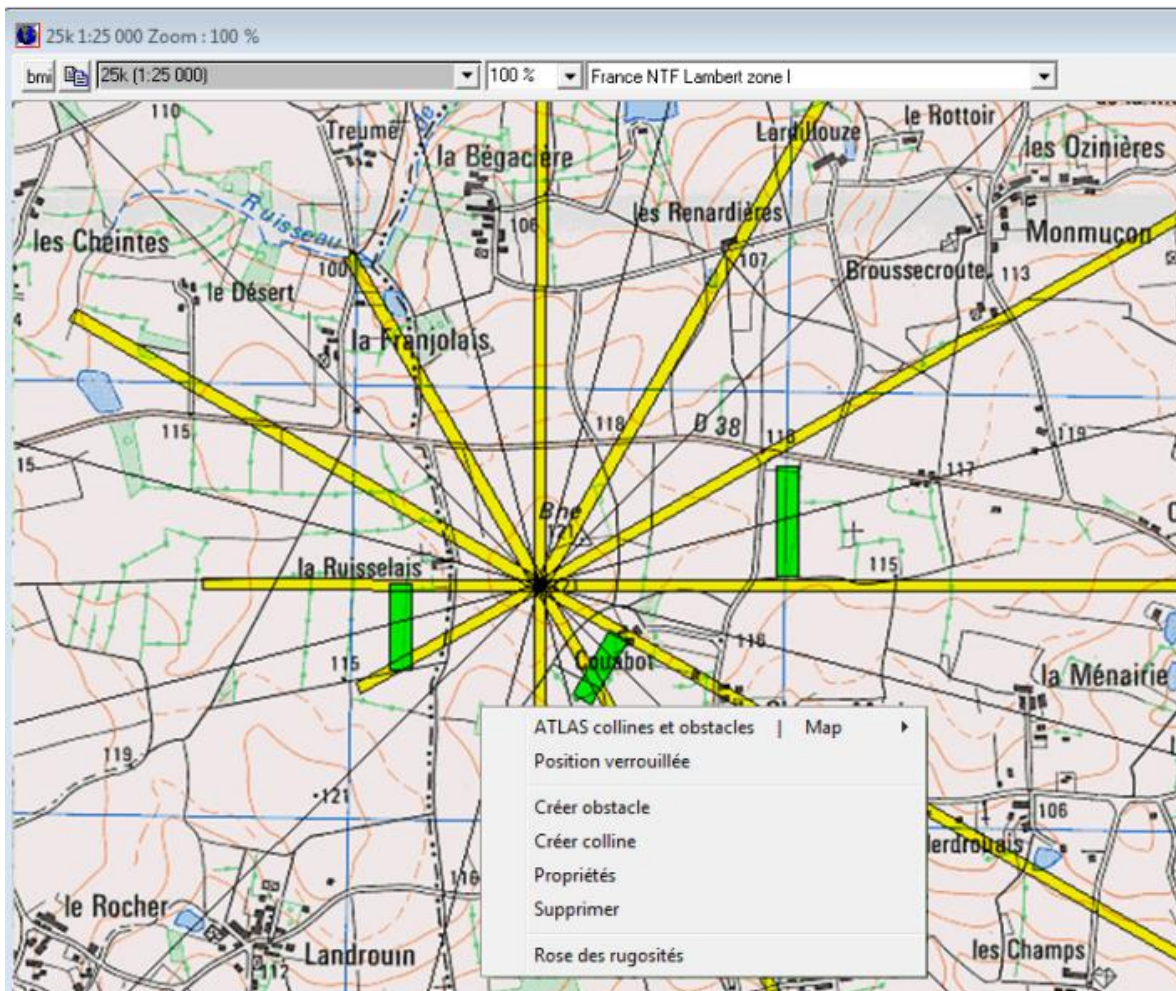 25k 1:25 000 Zoom : 100 %
bmi 25k (1:25 000) 100 % France NTF Lambert zone I
110
Treumé
de
la Bégacière
Lardillouze
le Rottoir
les Ozinières
Ruisseau
106
les Renardières
les Chéintes
Monmuçon
100
107
Broussecroute
113
le Désert
la Franjolais
115
118
D 38
118
119
15
117
Bne
121
la Ruisselais
115
115
116
Couabot
la Ménairie
ATLAS collines et obstacles | Map
Position verrouillée
119
121
Créer obstacle
106
Créer colline
116
Propriétés
le Rocher
Supprimer
Landrouin
Rose des rugosités
les Champs
112